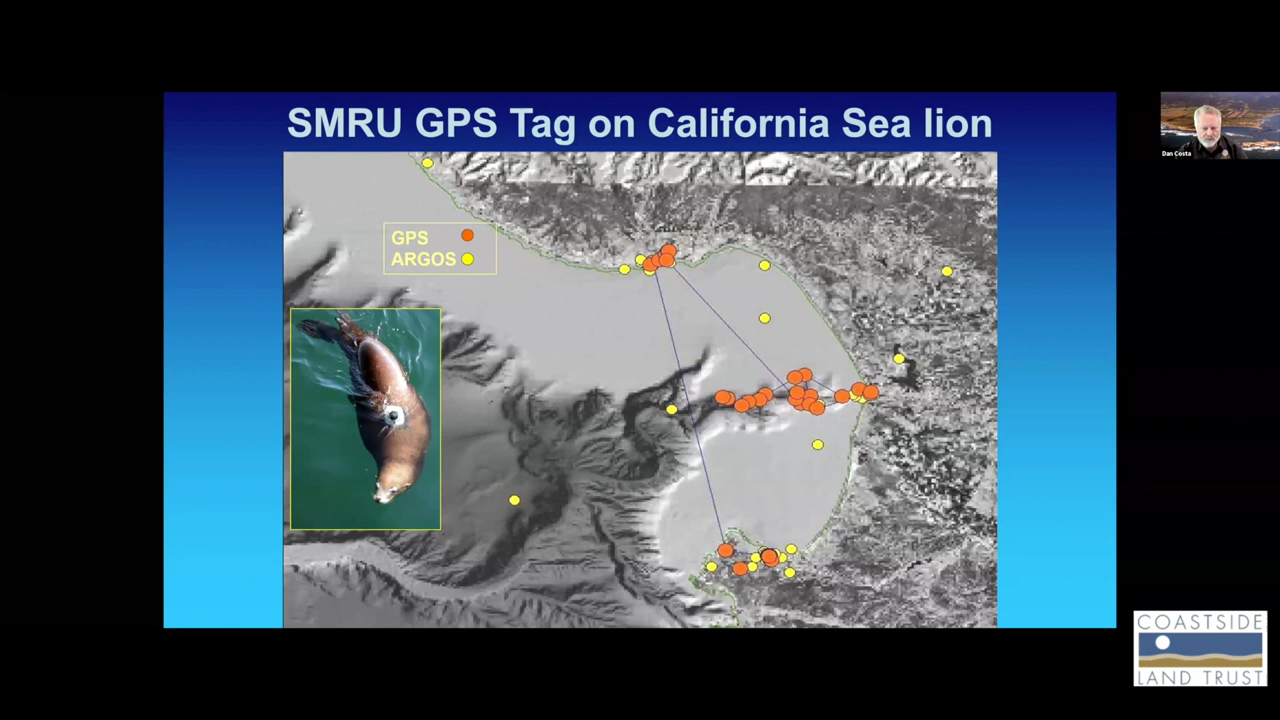 SMRU GPS Tag on California Sea lion
GPS
ARGOS
Dan Costa
COASTSIDE
LAND TRUST